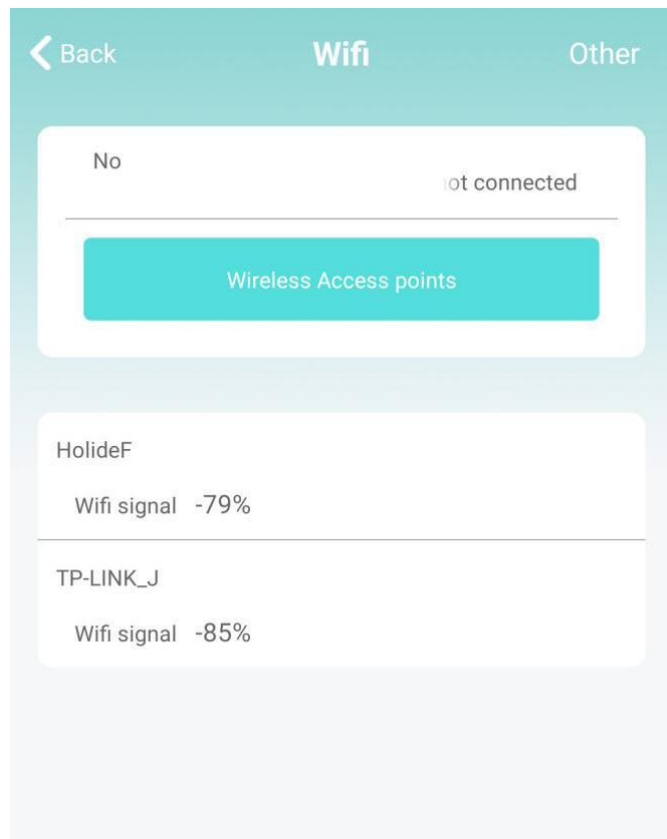 Back Wifi Other
No
ot connected
Wireless Access points
HolideF
Wifi signal -79%
TP-LINK_J
Wifi signal -85%